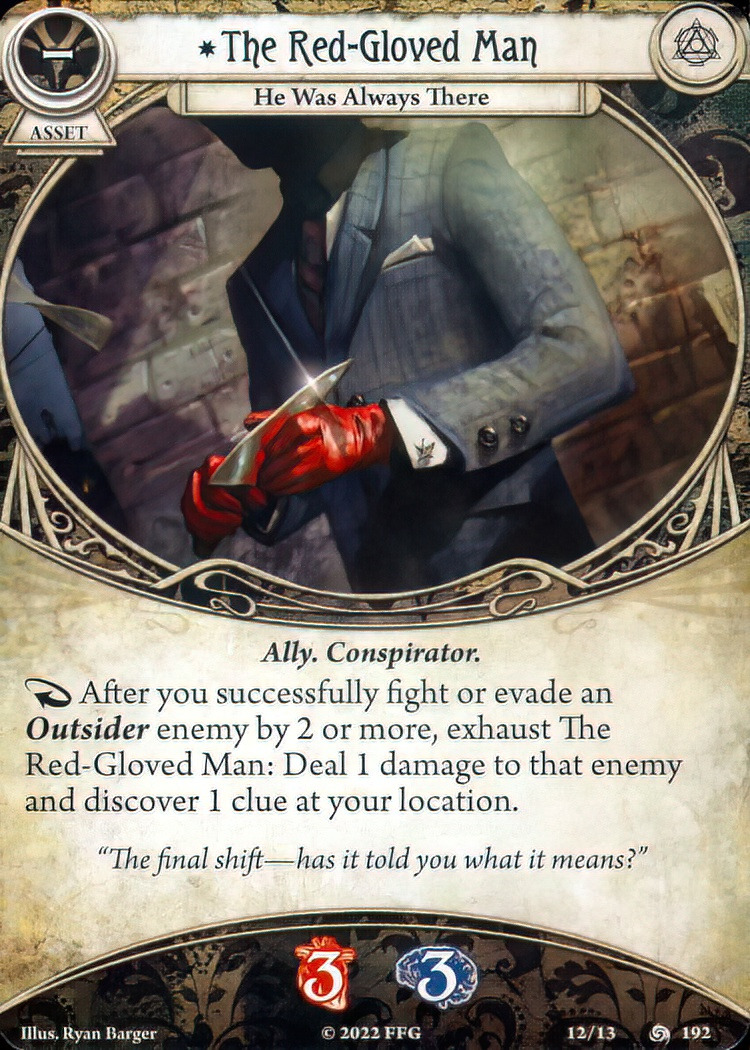 The Red-Gloved Man
He Was Always There
ASSET
Ally. Conspirator.
After you successfully fight or evade an
Outsider enemy by 2 or more, exhaust The
Red-Gloved Man: Deal 1 damage to that enemy
and discover 1 clue at your location.
“The final shift—has it told you what it means?”
3 3
Illus. Ryan Barger © 2022 FFG 12/13 192